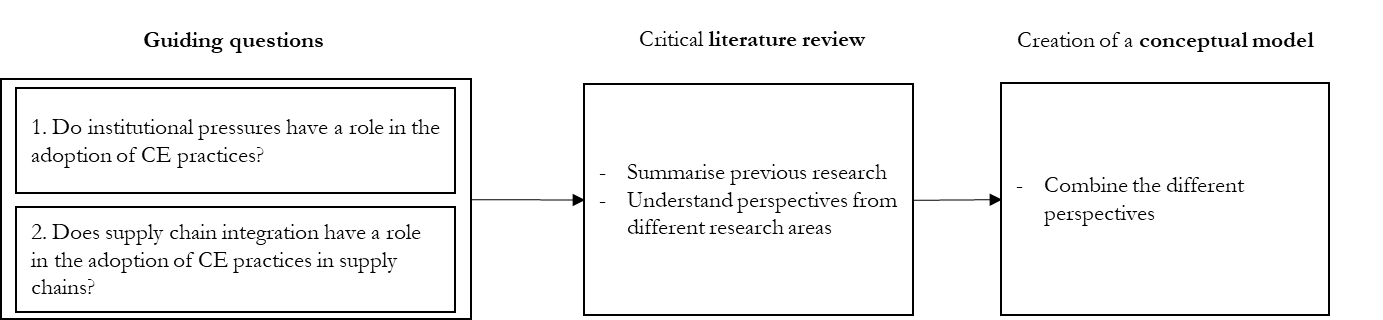 Guiding questions
1. Do institutional pressures have a role in the
adoption of CE practices?
2. Does supply chain integration have a role
in the adoption of CE practices in supply
chains?
Critical literature review
- Summarise previous research
- Understand perspectives from
different research areas
Creation of a conceptual model
- Combine the different
perspectives